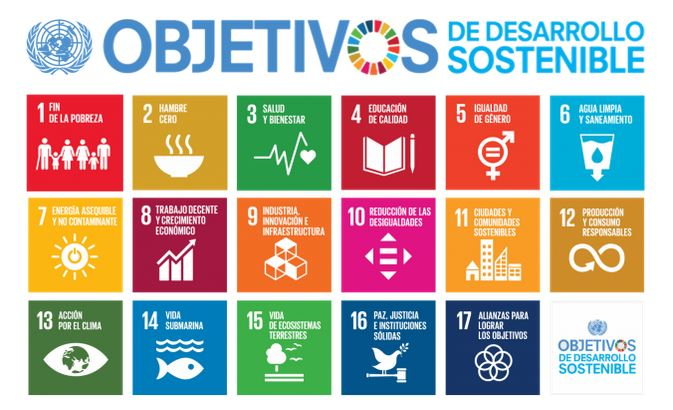 OBJETIVOS
DE DESARROLLO
SOSTENIBLE
1 FIN
DE LA POBREZA
2 HAMBRE
CERO
3 SALUD
Y BIENESTAR
4 EDUCACIÓN
DE CALIDAD
5 IGUALDAD
DE GÉNERO
6 AGUA LIMPIA
Y SANEAMIENTO
7 ENERGÍA ASEQUIBLE
Y NO CONTAMINANTE
8 TRABAJO DECENTE
Y CRECIMIENTO
ECONÓMICO
9 INDUSTRIA,
INNOVACIÓN E
INFRAESTRUCTURA
10 REDUCCIÓN DE LAS
DESIGUALDADES
11 CIUDADES Y
COMUNIDADES
SOSTENIBLES
12 PRODUCCIÓN
Y CONSUMO
RESPONSABLES
13 ACCIÓN
POR EL CLIMA
14 VIDA
SUBMARINA
15 VIDA
DE ECOSISTEMAS
TERRESTRES
16 PAZ, JUSTICIA
E INSTITUCIONES
SÓLIDAS
17 ALIANZAS PARA
LOGRAR
LOS OBJETIVOS
OBJETIVOS
DE DESARROLLO
SOSTENIBLE